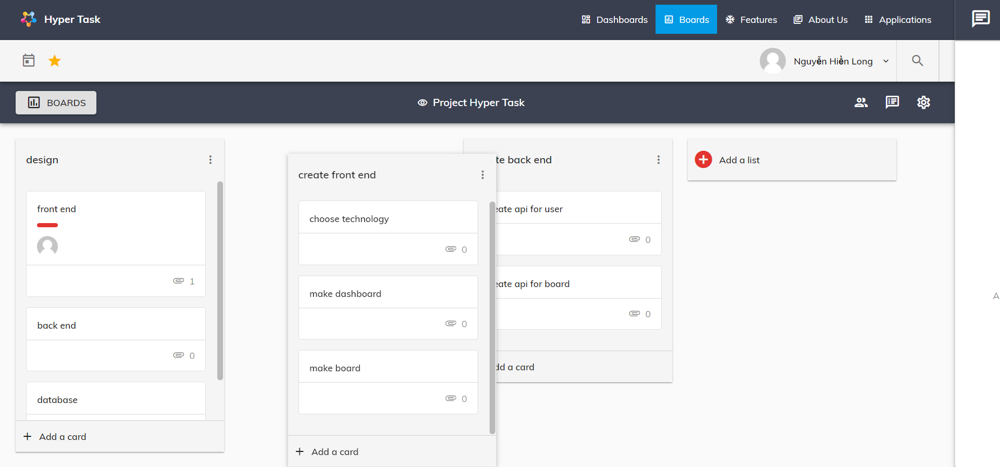 Hyper Task
Dashboards
Boards
Features
About Us
Applications
Nguyễn Hiền Long
BOARDS
Project Hyper Task
design
front end
1
back end
0
database
Add a card
create front end
choose technology
0
make dashboard
0
make board
0
Add a card
te back end
eate api for user
0
eate api for board
0
dd a card
Add a list
A